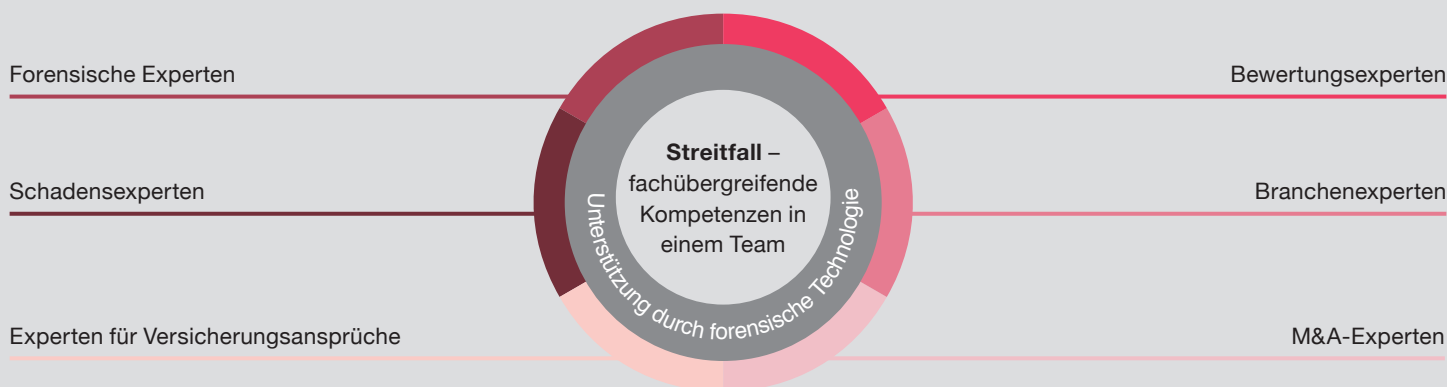 Forensische Experten
Bewertungsexperten
Streitfall –
fachübergreifende
Kompetenzen in
einem Team
Schadensexperten
Branchenexperten
Unterstützung durch forensische Technologie
Experten für Versicherungsansprüche
M&A-Experten